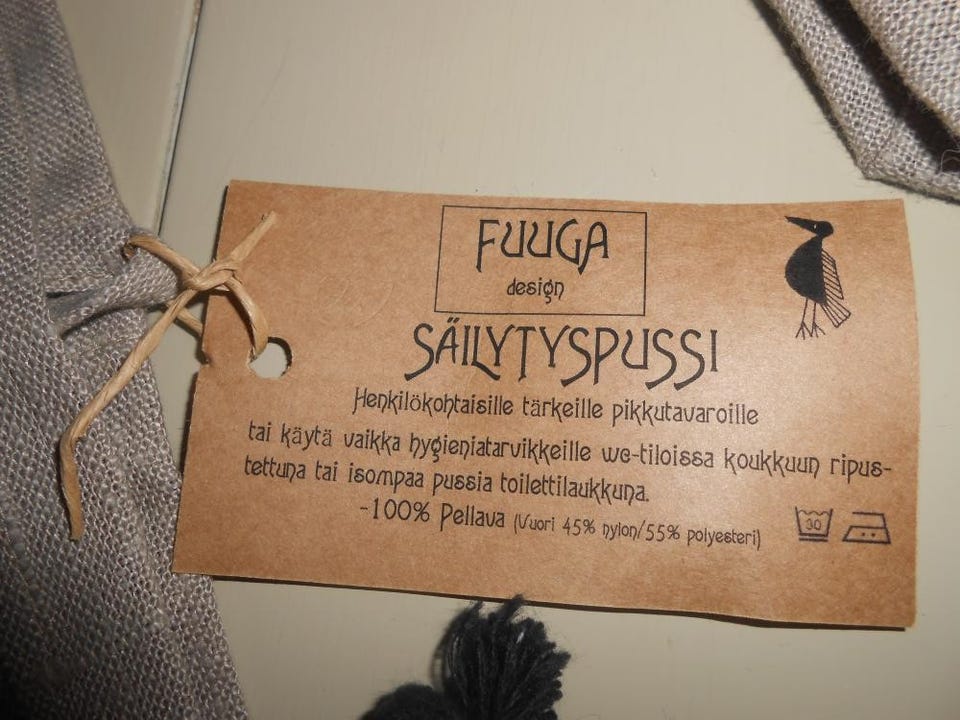 FUUGA
design
SÄILYTYSPUSSI
Henkilökohtaisille tärkeille pikkutavaroille
tai käytä vaikka hygieniatarvikkeille wc-tiloissa koukkuun ripus-
tettuna tai isompaa pussia toilettilaukkuna.
-100% Pellava (Vuori 45% nylon/55% polyesteri)
30